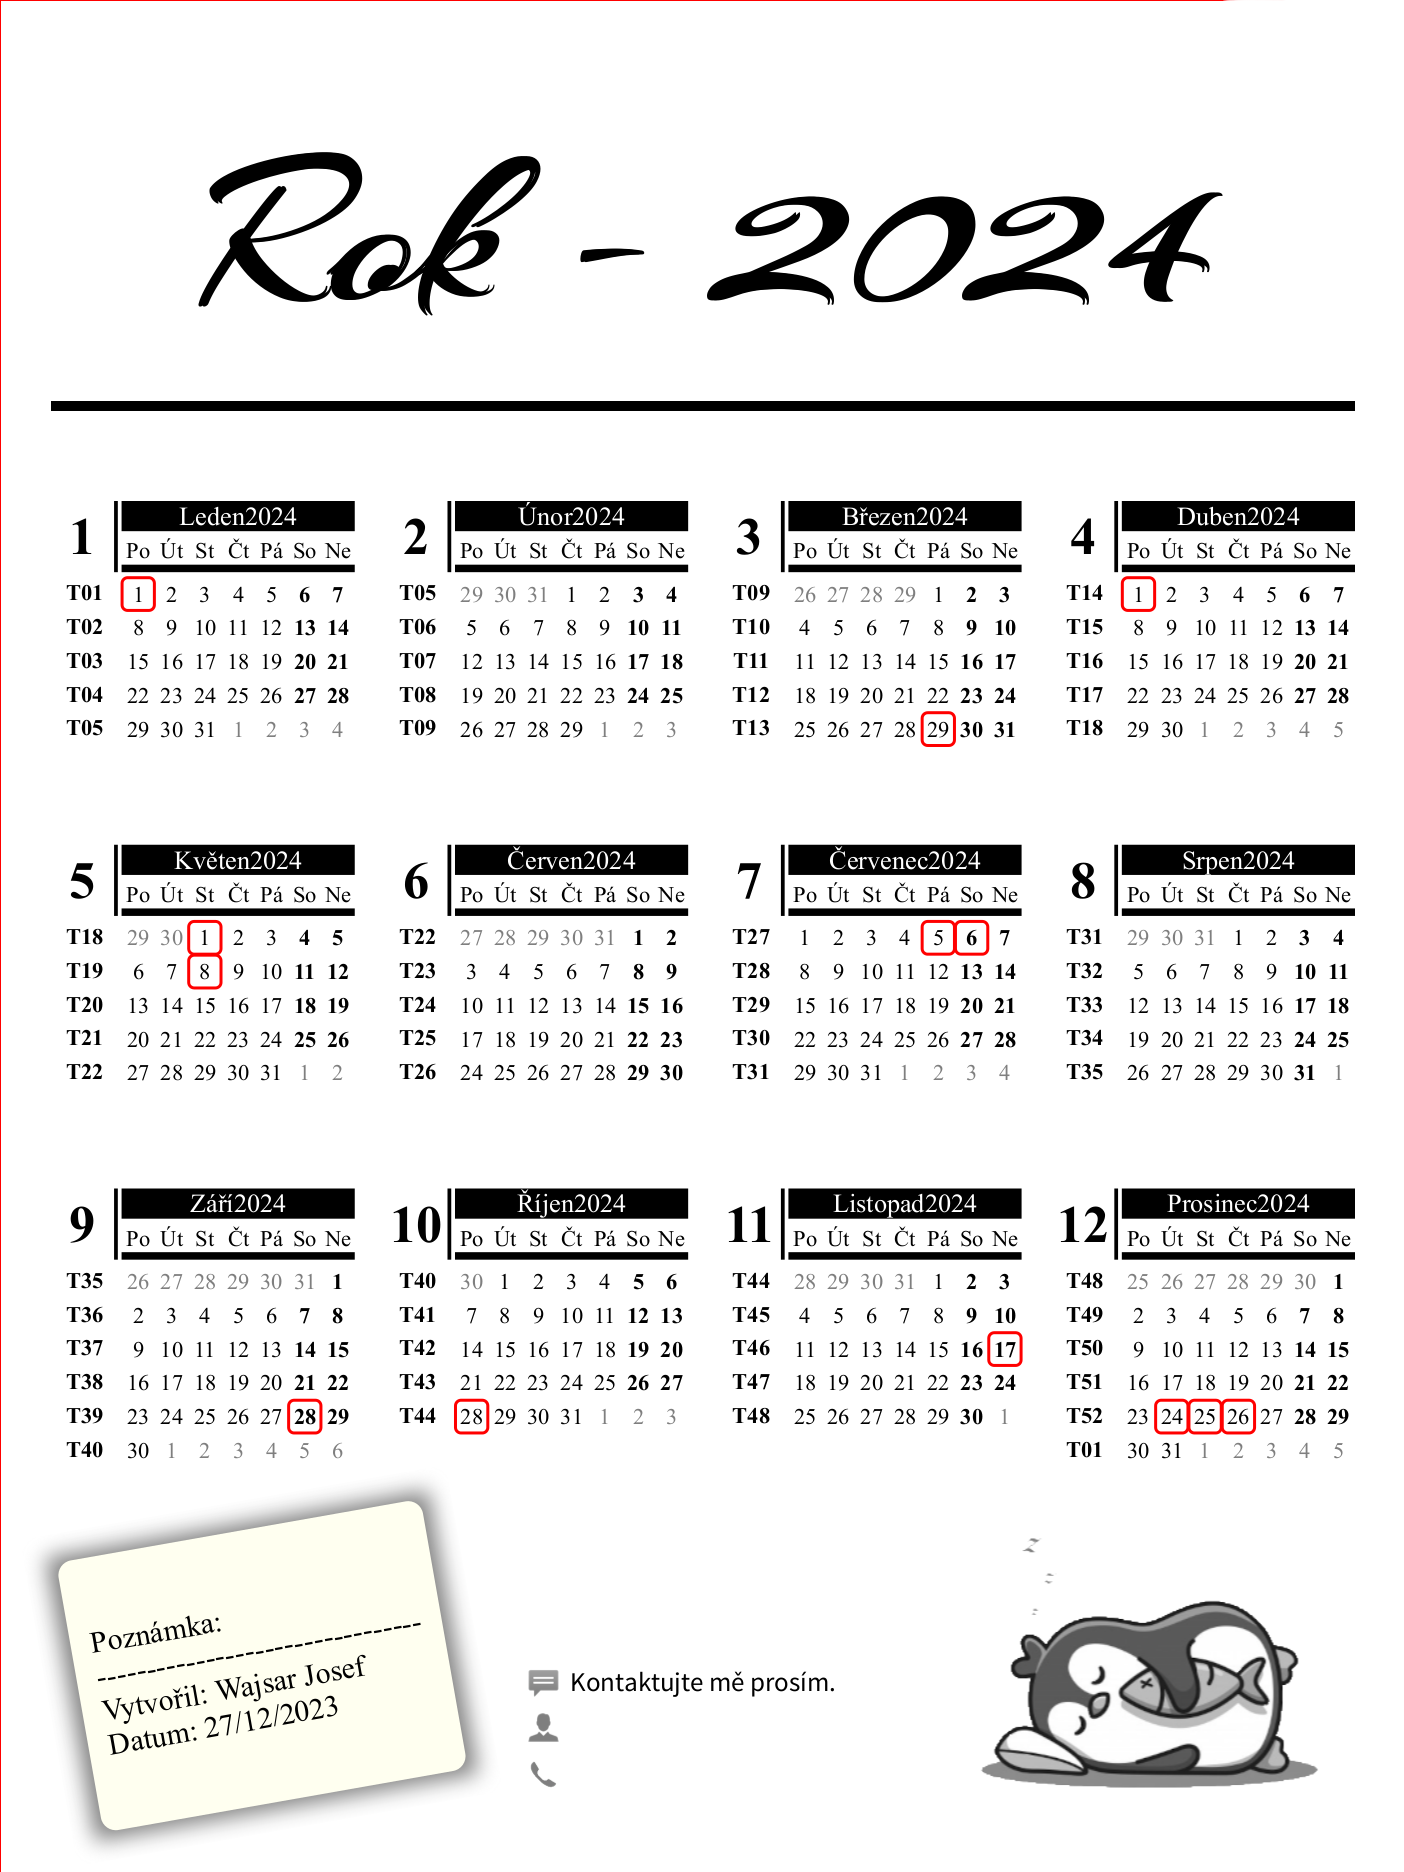 Rok - 2024
1 Leden2024
Po Út St Čt Pá So Ne
T01 1 2 3 4 5 6 7
T02 8 9 10 11 12 13 14
T03 15 16 17 18 19 20 21
T04 22 23 24 25 26 27 28
T05 29 30 31 1 2 3 4
2 Únor2024
Po Út St Čt Pá So Ne
T05 29 30 31 1 2 3 4
T06 5 6 7 8 9 10 11
T07 12 13 14 15 16 17 18
T08 19 20 21 22 23 24 25
T09 26 27 28 29 1 2 3
3 Březen2024
Po Út St Čt Pá So Ne
T09 26 27 28 29 1 2 3
T10 4 5 6 7 8 9 10
T11 11 12 13 14 15 16 17
T12 18 19 20 21 22 23 24
T13 25 26 27 28 29 30 31
4 Duben2024
Po Út St Čt Pá So Ne
T14 1 2 3 4 5 6 7
T15 8 9 10 11 12 13 14
T16 15 16 17 18 19 20 21
T17 22 23 24 25 26 27 28
T18 29 30 1 2 3 4 5
5 Květen2024
Po Út St Čt Pá So Ne
T18 29 30 1 2 3 4 5
T19 6 7 8 9 10 11 12
T20 13 14 15 16 17 18 19
T21 20 21 22 23 24 25 26
T22 27 28 29 30 31 1 2
6 Červen2024
Po Út St Čt Pá So Ne
T22 27 28 29 30 31 1 2
T23 3 4 5 6 7 8 9
T24 10 11 12 13 14 15 16
T25 17 18 19 20 21 22 23
T26 24 25 26 27 28 29 30
7 Červenec2024
Po Út St Čt Pá So Ne
T27 1 2 3 4 5 6 7
T28 8 9 10 11 12 13 14
T29 15 16 17 18 19 20 21
T30 22 23 24 25 26 27 28
T31 29 30 31 1 2 3 4
8 Srpen2024
Po Út St Čt Pá So Ne
T31 29 30 31 1 2 3 4
T32 5 6 7 8 9 10 11
T33 12 13 14 15 16 17 18
T34 19 20 21 22 23 24 25
T35 26 27 28 29 30 31 1
9 Září2024
Po Út St Čt Pá So Ne
T35 26 27 28 29 30 31 1
T36 2 3 4 5 6 7 8
T37 9 10 11 12 13 14 15
T38 16 17 18 19 20 21 22
T39 23 24 25 26 27 28 29
T40 30 1 2 3 4 5 6
10 Říjen2024
Po Út St Čt Pá So Ne
T40 30 1 2 3 4 5 6
T41 7 8 9 10 11 12 13
T42 14 15 16 17 18 19 20
T43 21 22 23 24 25 26 27
T44 28 29 30 31 1 2 3
11 Listopad2024
Po Út St Čt Pá So Ne
T44 28 29 30 31 1 2 3
T45 4 5 6 7 8 9 10
T46 11 12 13 14 15 16 17
T47 18 19 20 21 22 23 24
T48 25 26 27 28 29 30 1
12 Prosinec2024
Po Út St Čt Pá So Ne
T48 25 26 27 28 29 30 1
T49 2 3 4 5 6 7 8
T50 9 10 11 12 13 14 15
T51 16 17 18 19 20 21 22
T52 23 24 25 26 27 28 29
T01 30 31 1 2 3 4 5
Poznámka:
--------------------------------
Vytvořil: Wajsar Josef
Datum: 27/12/2023
Kontaktujte mě prosím.
z
z
z